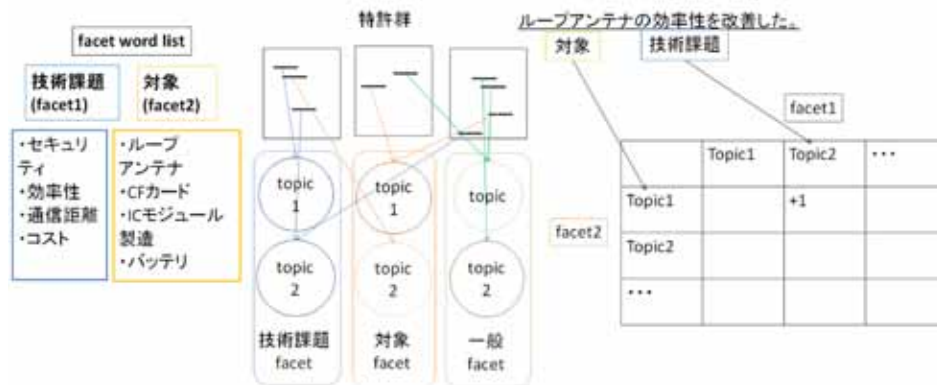 facet word list
技術課題
(facet1)
対象
(facet2)
・セキュリ
ティ
・効率性
・通信距離
・コスト
・ループ
アンテナ
・CFカード
・ICモジュール
製造
・バッテリ
特許群
topic
1
topic
1
topic
topic
2
topic
2
topic
2
技術課題
facet
対象
facet
一般
facet
ループアンテナの効率性を改善した。
対象
技術課題
facet1
facet2
Topic1 Topic2 ・・・
Topic1 +1
Topic2
・・・